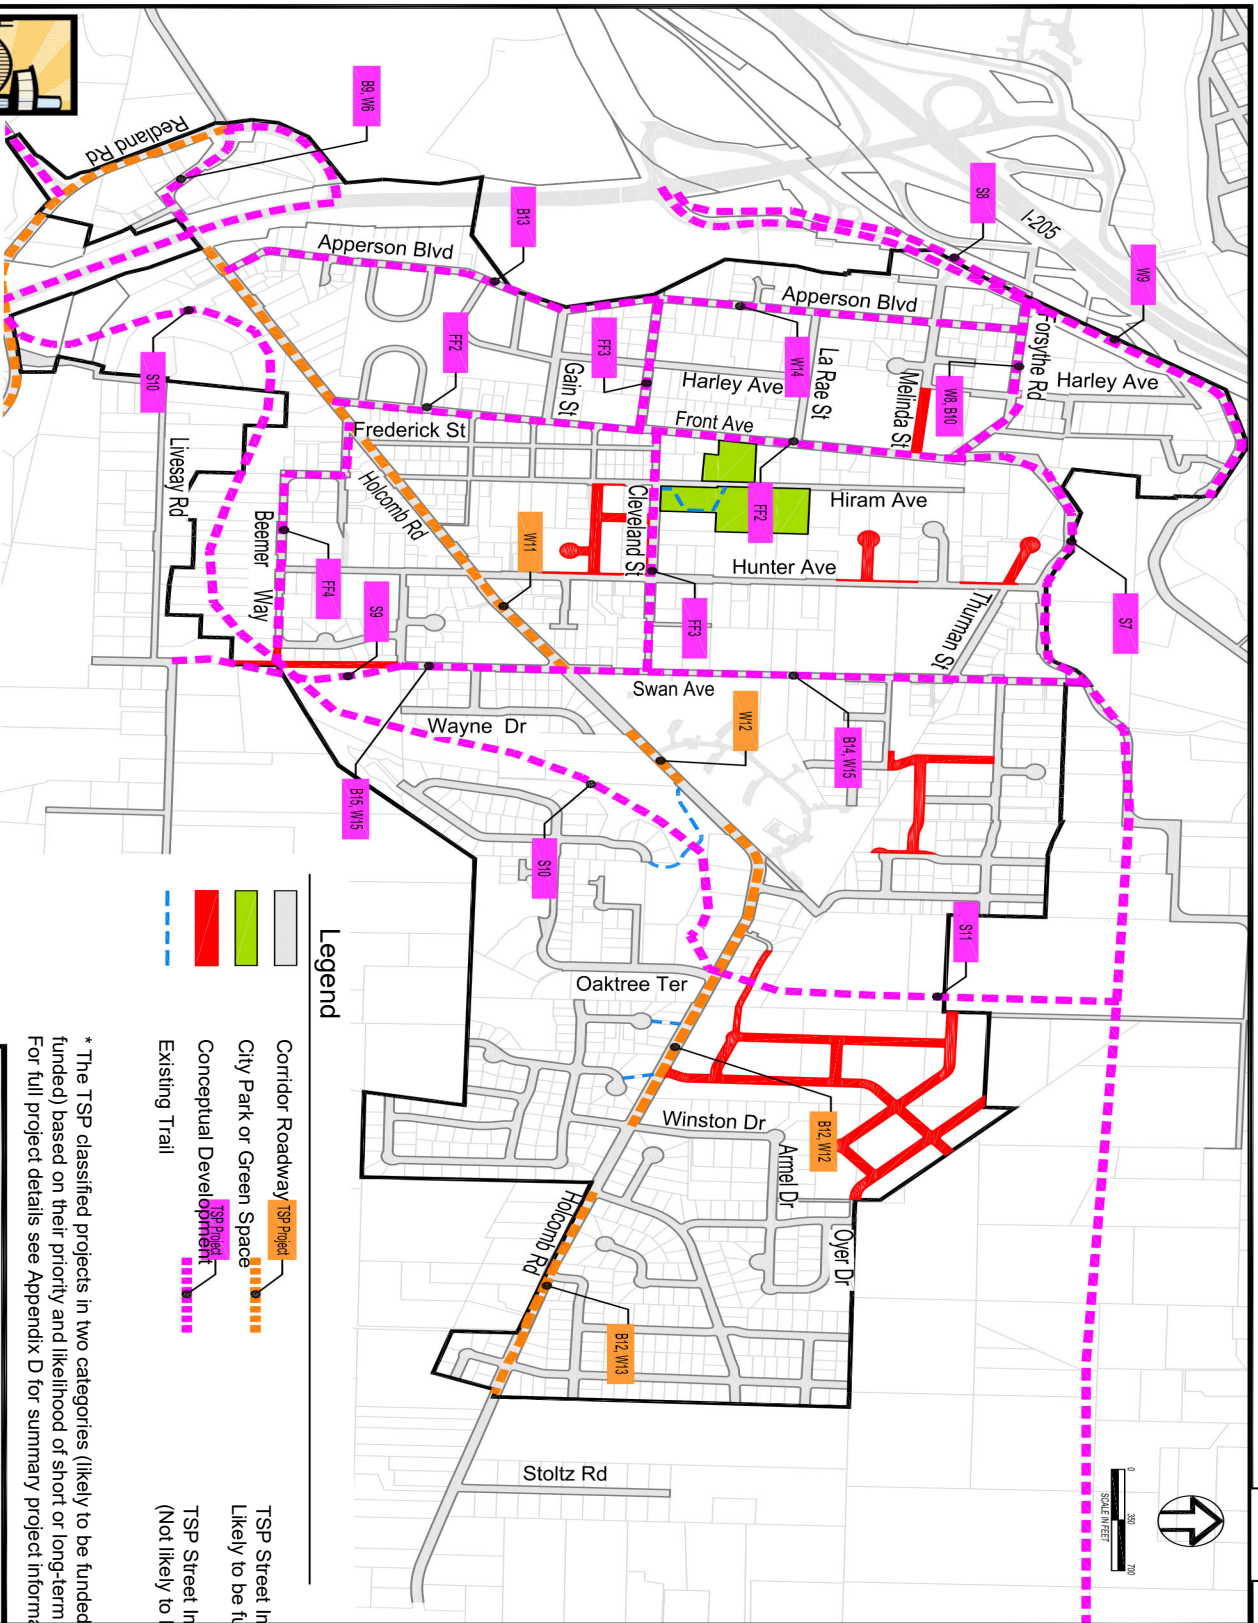 B9, W6
Redland Rd
S8
I-205
W9
B13
Apperson Blvd
Apperson Blvd
Forsythe Rd
FF2
FF3
W14
La Rae St
W8, B10
Harley Ave
Harley Ave
S10
Gain St
Melinda St
Front Ave
Frederick St
Livesay Rd
Holcomb Rd
Cleveland St
FF2
Hiram Ave
Beemer Way
W11
Hunter Ave
FF4
S9
FF3
Thurman St
S7
Swan Ave
Wayne Dr
W12
B14, W15
B15, W15
S10
S11
Oaktree Ter
Winston Dr
B12, W12
Armel Dr
Oyer Dr
Holcomb Rd
B12, W13
Stoltz Rd
0 350 700
SCALE IN FEET
Legend
Corridor Roadway
City Park or Green Space
Conceptual Development
Existing Trail
TSP Project
TSP Project
TSP Street In
Likely to be fu
TSP Street In
(Not likely to
* The TSP classified projects in two categories (likely to be funded
funded) based on their priority and likelihood of short or long-term
For full project details see Appendix D for summary project informa